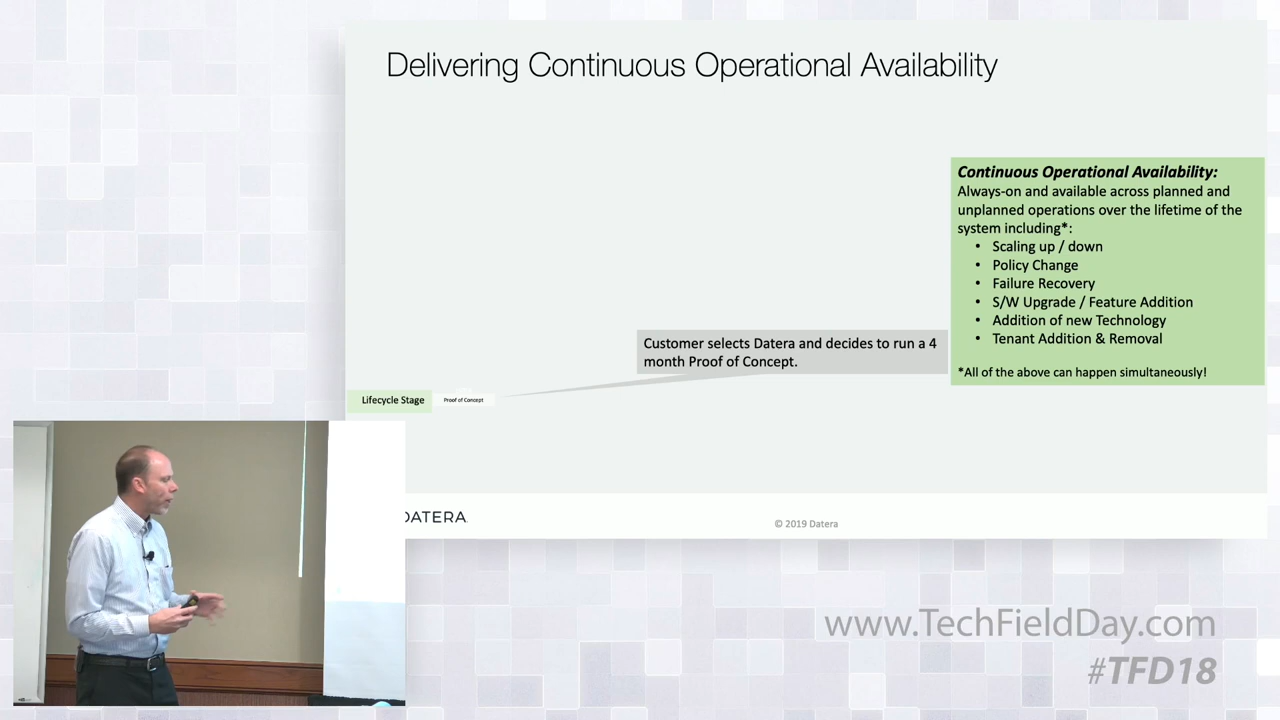 Delivering Continuous Operational Availability
Continuous Operational Availability:
Always-on and available across planned and
unplanned operations over the lifetime of the
system including*:
• Scaling up / down
• Policy Change
• Failure Recovery
• S/W Upgrade / Feature Addition
• Addition of new Technology
• Tenant Addition & Removal
*All of the above can happen simultaneously!
Customer selects Datera and decides to run a 4
month Proof of Concept.
Lifecycle Stage
Proof of Concept
DATERA
© 2019 Datera
www.TechFieldDay.com
#TFD18